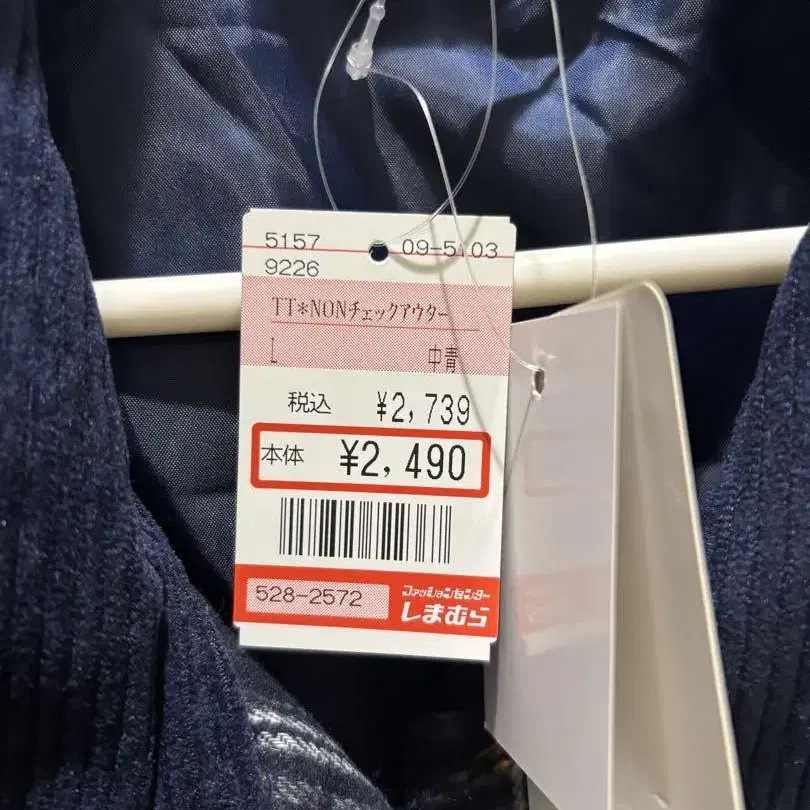 5157
09-5103
9226
TT*NONチェックアウター
L 中青
税込 ¥2,739
本体 ¥2,490
528-2572
ファッションセンター
しまむら